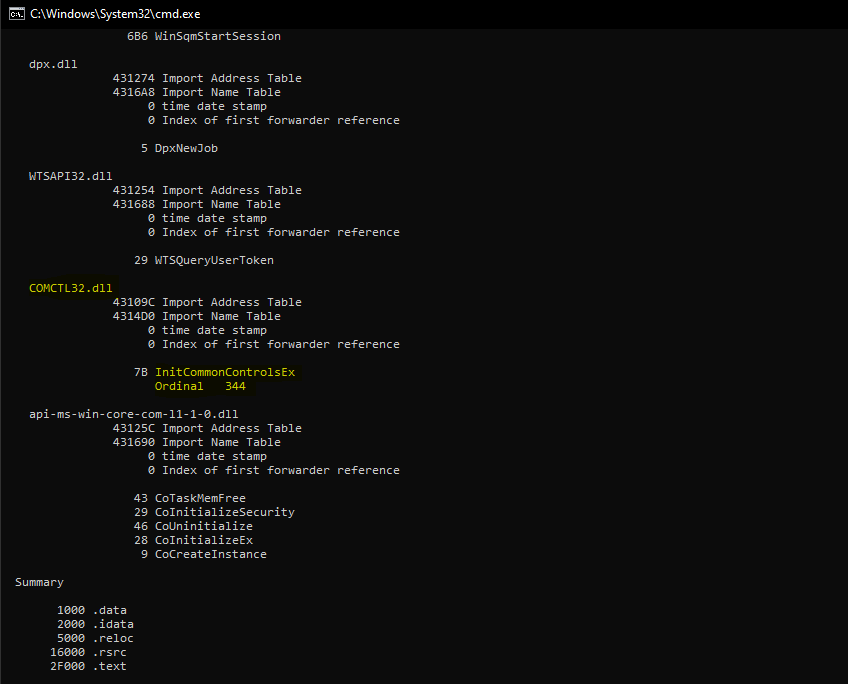 C:\Windows\System32\cmd.exe
6B6 WinSqmStartSession
dpx.dll
431274 Import Address Table
4316A8 Import Name Table
0 time date stamp
0 Index of first forwarder reference
5 DpxNewJob
WTSAPI32.dll
431254 Import Address Table
431688 Import Name Table
0 time date stamp
0 Index of first forwarder reference
29 WTSQueryUserToken
COMCTL32.dll
43109C Import Address Table
4314D0 Import Name Table
0 time date stamp
0 Index of first forwarder reference
7B InitCommonControlsEx
Ordinal 344
api-ms-win-core-com-l1-1-0.dll
43125C Import Address Table
431690 Import Name Table
0 time date stamp
0 Index of first forwarder reference
43 CoTaskMemFree
29 CoInitializeSecurity
46 CoUninitialize
28 CoInitializeEx
9 CoCreateInstance
Summary
1000 .data
2000 .idata
5000 .reloc
16000 .rsrc
2F000 .text